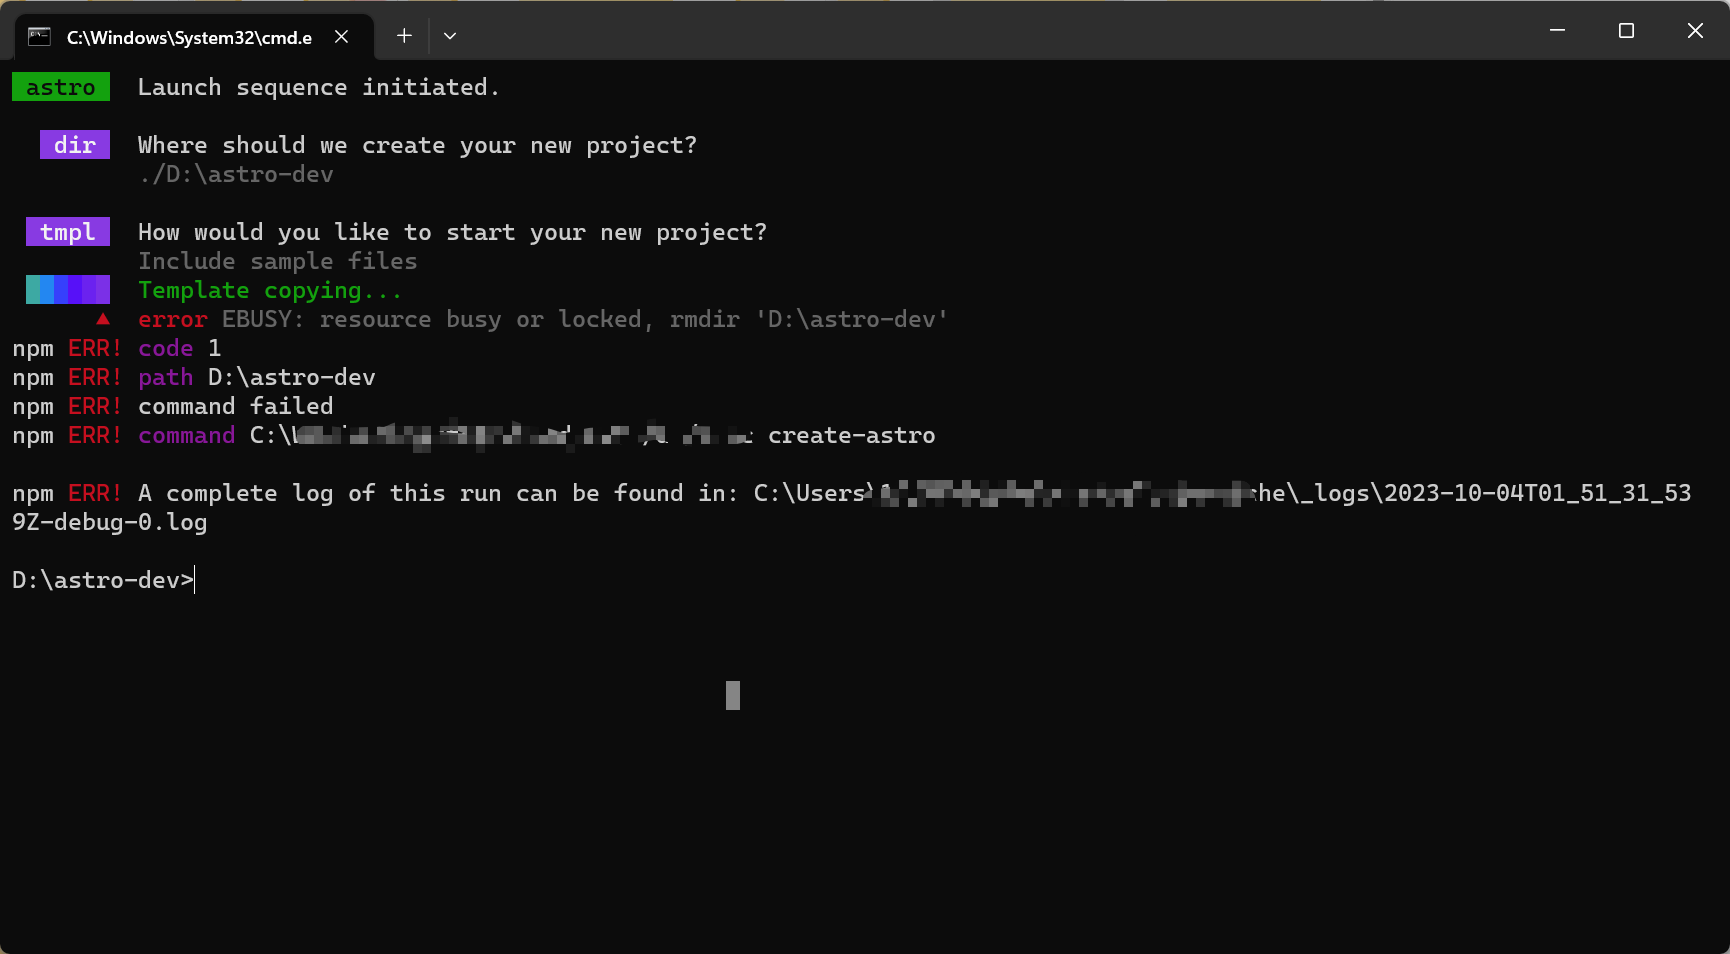 C:\Windows\System32\cmd.e
astro Launch sequence initiated.
dir Where should we create your new project?
./D:\astro-dev
tmpl How would you like to start your new project?
Include sample files
Template copying...
▲ error EBUSY: resource busy or locked, rmdir 'D:\astro-dev'
npm ERR! code 1
npm ERR! path D:\astro-dev
npm ERR! command failed
npm ERR! command C:\ create-astro
npm ERR! A complete log of this run can be found in: C:\Users\ he\_logs\2023-10-04T01_51_31_53
9Z-debug-0.log
D:\astro-dev>